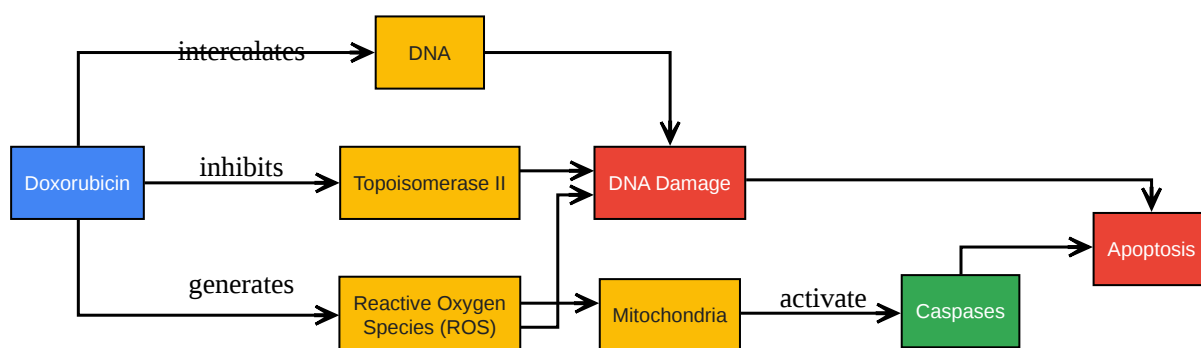 intercalates
DNA
Doxorubicin
inhibits
Topoisomerase II
DNA Damage
Apoptosis
generates
Reactive Oxygen
Species (ROS)
Mitochondria
activate
Caspases